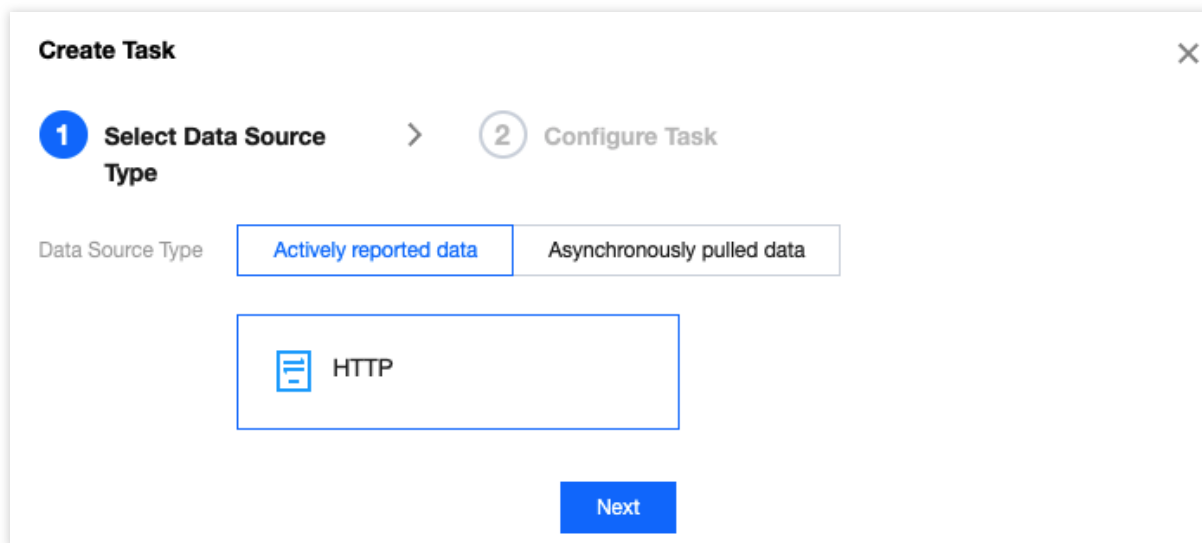 Create Task
1 Select Data Source Type > 2 Configure Task
Data Source Type Actively reported data Asynchronously pulled data
HTTP
Next